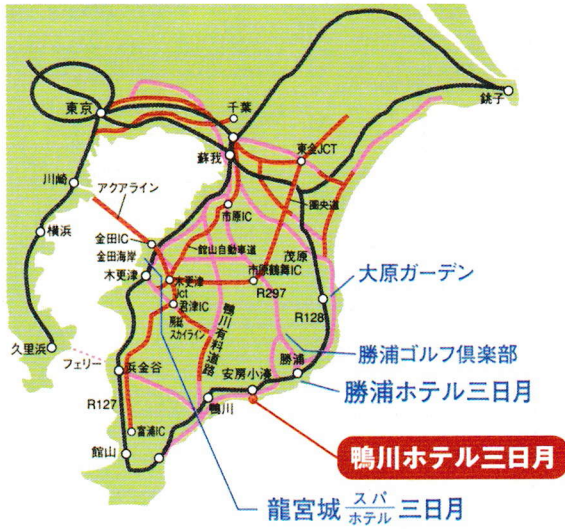 東京
千葉
銚子
蘇我
東金JCT
川崎
アクアライン
圏央道
市原IC
横浜
金田IC
館山自動車道
金田海岸
茂原
木更津
木更津
jct
市原鶴舞IC
大原ガーデン
君津IC
R297
房総
スカイライン
鴨川有料道路
R128
久里浜
フェリー
浜金谷
勝浦ゴルフ倶楽部
安房小湊
勝浦
勝浦ホテル三日月
R127
鴨川
富浦IC
館山
鴨川ホテル三日月
龍宮城 スパ ホテル 三日月